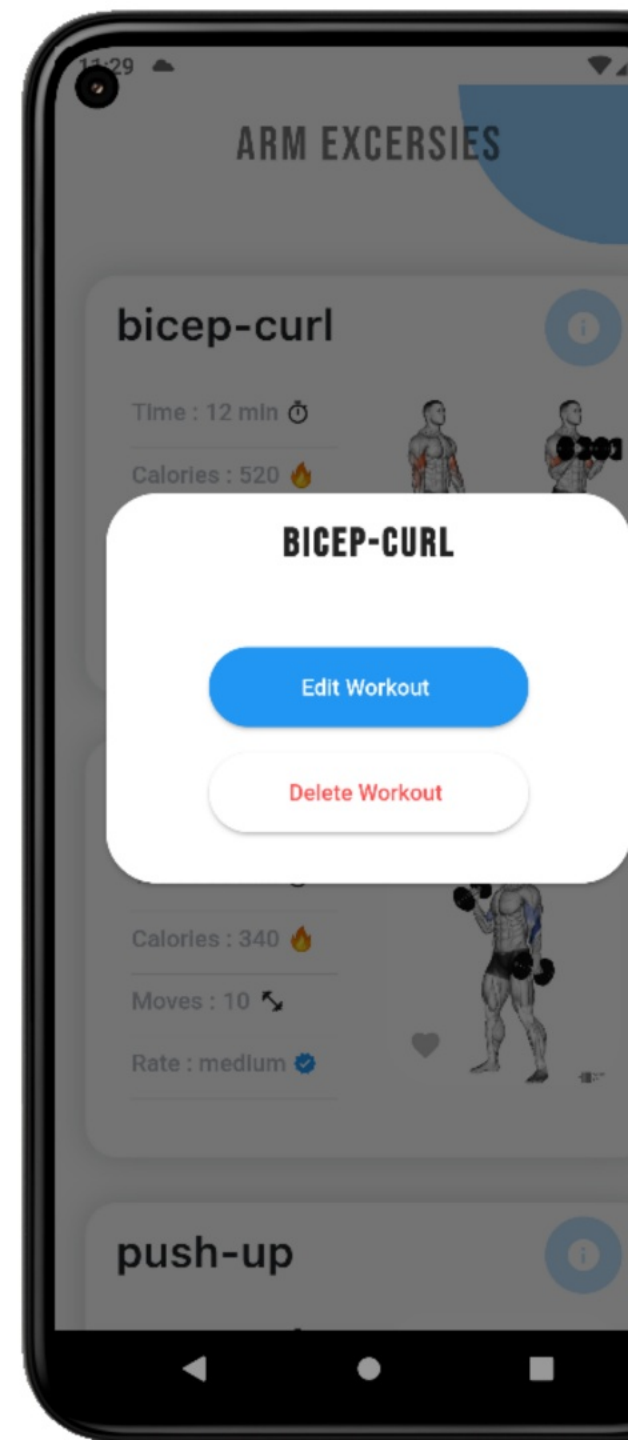 11:29
ARM EXCERSIES
bicep-curl
Time : 12 min
Calories : 520 🔥
BICEP-CURL
Edit Workout
Delete Workout
Calories : 340 🔥
Moves : 10
Rate : medium
push-up